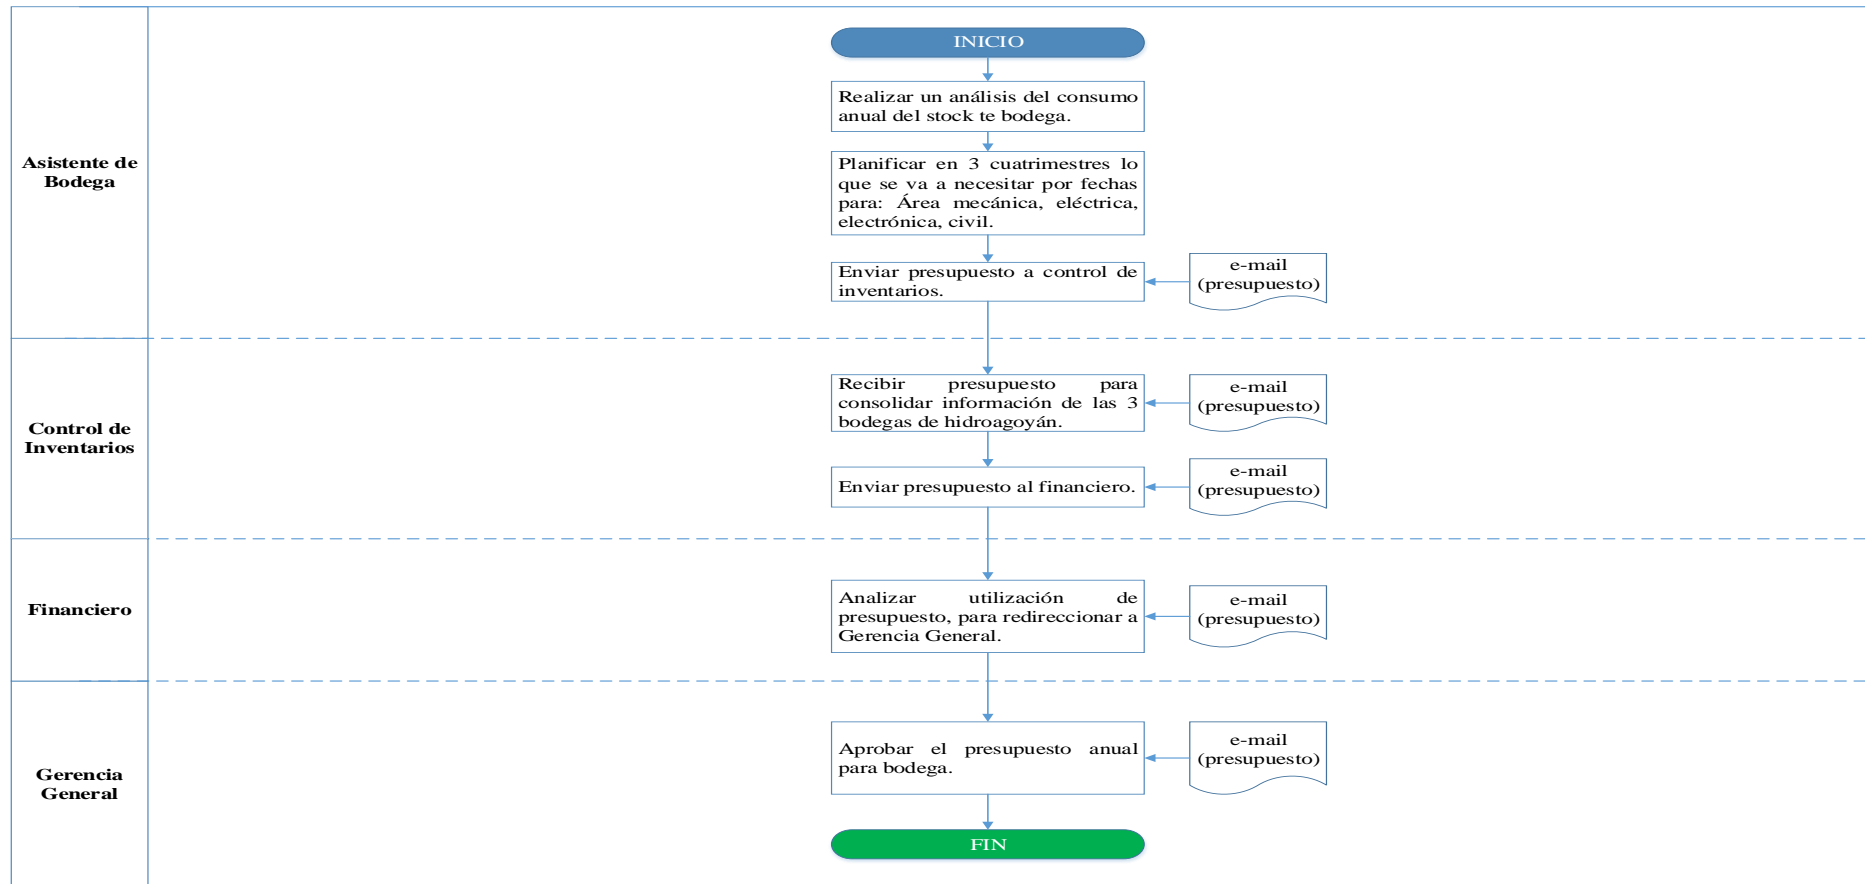 INICIO
Realizar un análisis del consumo
anual del stock te bodega.
Asistente de
Bodega
Planificar en 3 cuatrimestres lo
que se va a necesitar por fechas
para: Área mecánica, eléctrica,
electrónica, civil.
Enviar presupuesto a control de
inventarios.
e-mail
(presupuesto)
Control de
Inventarios
Recibir presupuesto para
consolidar información de las 3
bodegas de hidroagoyán.
e-mail
(presupuesto)
Enviar presupuesto al financiero.
e-mail
(presupuesto)
Financiero
Analizar utilización de
presupuesto, para redireccionar a
Gerencia General.
e-mail
(presupuesto)
Gerencia
General
Aprobar el presupuesto anual
para bodega.
e-mail
(presupuesto)
FIN